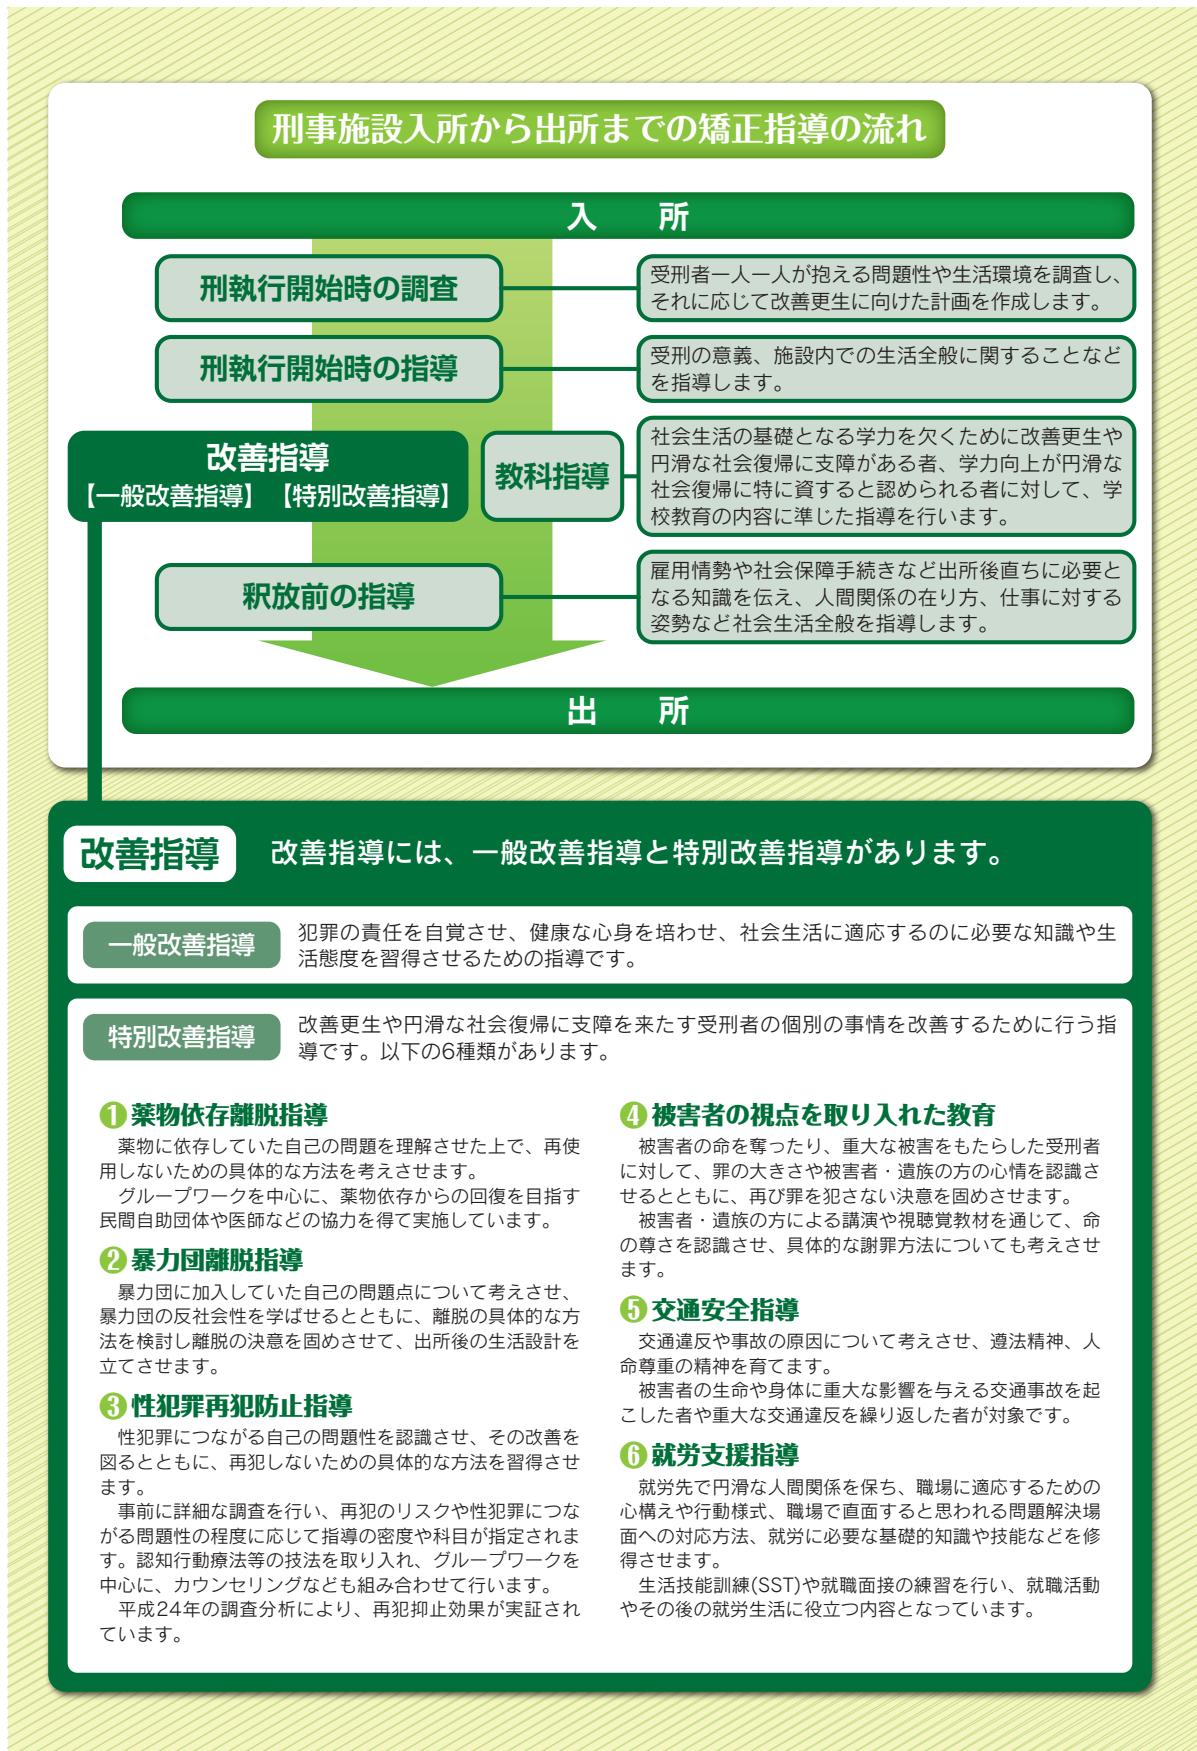 刑事施設入所から出所までの矯正指導の流れ
入　所
刑執行開始時の調査
受刑者一人一人が抱える問題性や生活環境を調査し、
それに応じて改善更生に向けた計画を作成します。
刑執行開始時の指導
受刑の意義、施設内での生活全般に関することなど
を指導します。
改善指導
【一般改善指導】【特別改善指導】
教科指導
社会生活の基礎となる学力を欠くために改善更生や
円滑な社会復帰に支障がある者、学力向上が円滑な
社会復帰に特に資すると認められる者に対して、学
校教育の内容に準じた指導を行います。
釈放前の指導
雇用情勢や社会保障手続きなど出所後直ちに必要と
なる知識を伝え、人間関係の在り方、仕事に対する
姿勢など社会生活全般を指導します。
出　所
改善指導
改善指導には、一般改善指導と特別改善指導があります。
一般改善指導
犯罪の責任を自覚させ、健康な心身を培わせ、社会生活に適応するのに必要な知識や生
活態度を習得させるための指導です。
特別改善指導
改善更生や円滑な社会復帰に支障を来たす受刑者の個別の事情を改善するために行う指
導です。以下の6種類があります。
❶薬物依存離脱指導
　薬物に依存していた自己の問題を理解させた上で、再使
用しないための具体的な方法を考えさせます。
　グループワークを中心に、薬物依存からの回復を目指す
民間自助団体や医師などの協力を得て実施しています。
❷暴力団離脱指導
　暴力団に加入していた自己の問題点について考えさせ、
暴力団の反社会性を学ばせるとともに、離脱の具体的な方
法を検討し離脱の決意を固めさせて、出所後の生活設計を
立てさせます。
❸性犯罪再犯防止指導
　性犯罪につながる自己の問題性を認識させ、その改善を
図るとともに、再犯しないための具体的な方法を習得させ
ます。
　事前に詳細な調査を行い、再犯のリスクや性犯罪につな
がる問題性の程度に応じて指導の密度や科目が指定されま
す。認知行動療法等の技法を取り入れ、グループワークを
中心に、カウンセリングなども組み合わせて行います。
　平成24年の調査分析により、再犯抑止効果が実証され
ています。
❹被害者の視点を取り入れた教育
　被害者の命を奪ったり、重大な被害をもたらした受刑者
に対して、罪の大きさや被害者・遺族の方の心情を認識さ
せるとともに、再び罪を犯さない決意を固めさせます。
　被害者・遺族の方による講演や視聴覚教材を通じて、命
の尊さを認識させ、具体的な謝罪方法についても考えさせ
ます。
❺交通安全指導
　交通違反や事故の原因について考えさせ、遵法精神、人
命尊重の精神を育てます。
　被害者の生命や身体に重大な影響を与える交通事故を起
こした者や重大な交通違反を繰り返した者が対象です。
❻就労支援指導
　就労先で円滑な人間関係を保ち、職場に適応するための
心構えや行動様式、職場で直面すると思われる問題解決場
面への対応方法、就労に必要な基礎的知識や技能などを修
得させます。
　生活技能訓練(SST)や就職面接の練習を行い、就職活動
やその後の就労生活に役立つ内容となっています。